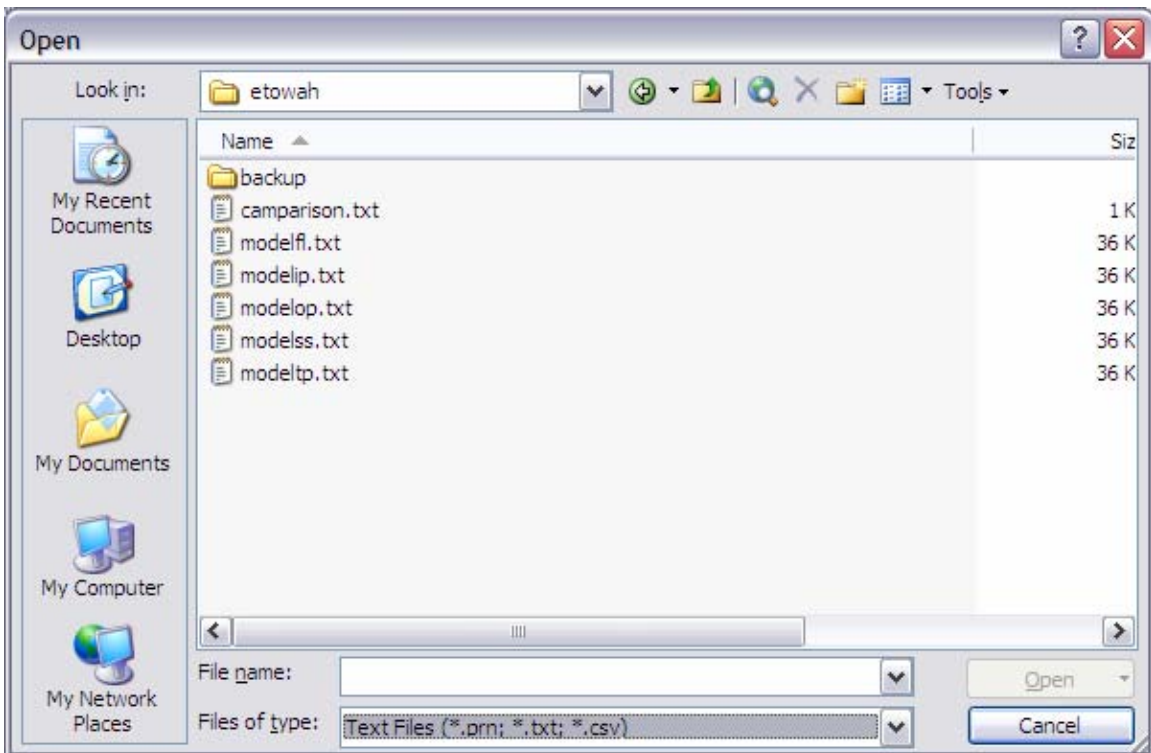 Open
?
Look in:
etowah
Tools
Name
Siz
My Recent
Documents
Desktop
My Documents
My Computer
My Network
Places
backup
camparison.txt
1 K
modelfl.txt
36 K
modelip.txt
36 K
modelop.txt
36 K
modelss.txt
36 K
modeltp.txt
36 K
File name:
Open
Files of type:
Text Files (*.prn; *.txt; *.csv)
Cancel